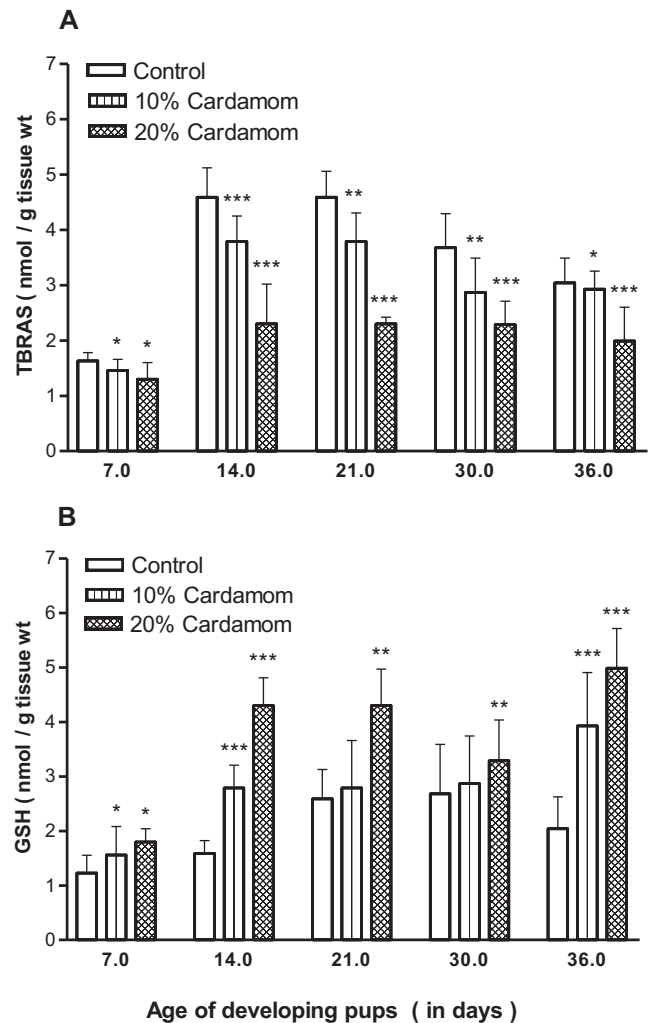 A
TBRAS ( nmol / g tissue wt
7
6
5
4
3
2
1
0
Control
10% Cardamom
20% Cardamom
* *
*** ***
** ***
** ***
* ***
7.0 14.0 21.0 30.0 36.0
B
GSH ( nmol / g tissue wt
7
6
5
4
3
2
1
0
Control
10% Cardamom
20% Cardamom
* *
*** ***
**
**
*** ***
7.0 14.0 21.0 30.0 36.0
Age of developing pups ( in days )